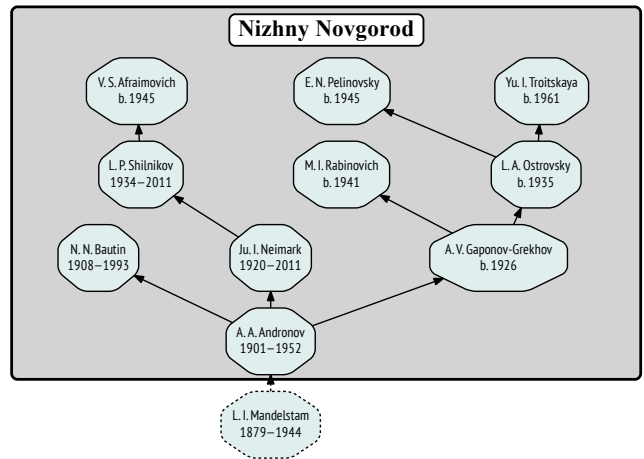 Nizhny Novgorod
V. S. Afraimovich
b. 1945
E. N. Pelinovsky
b. 1945
Yu. I. Troitskaya
b. 1961
L. P. Shilnikov
1934–2011
M. I. Rabinovich
b. 1941
L. A. Ostrovsky
b. 1935
N. N. Bautin
1908–1993
Ju. I. Neimark
1920–2011
A. V. Gaponov-Grekhov
b. 1926
A. A. Andronov
1901–1952
L. I. Mandelstam
1879–1944